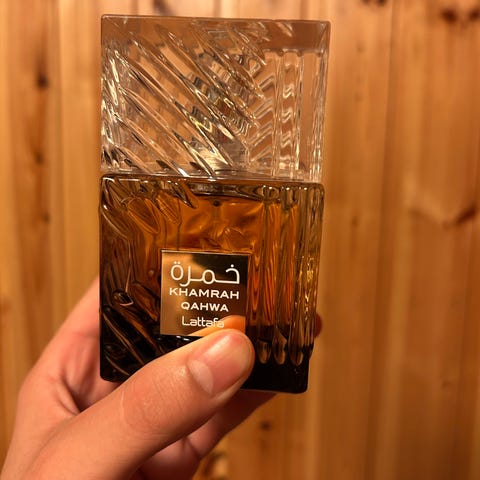 خمرة
KHAMRAH
QAHWA
Lattafa